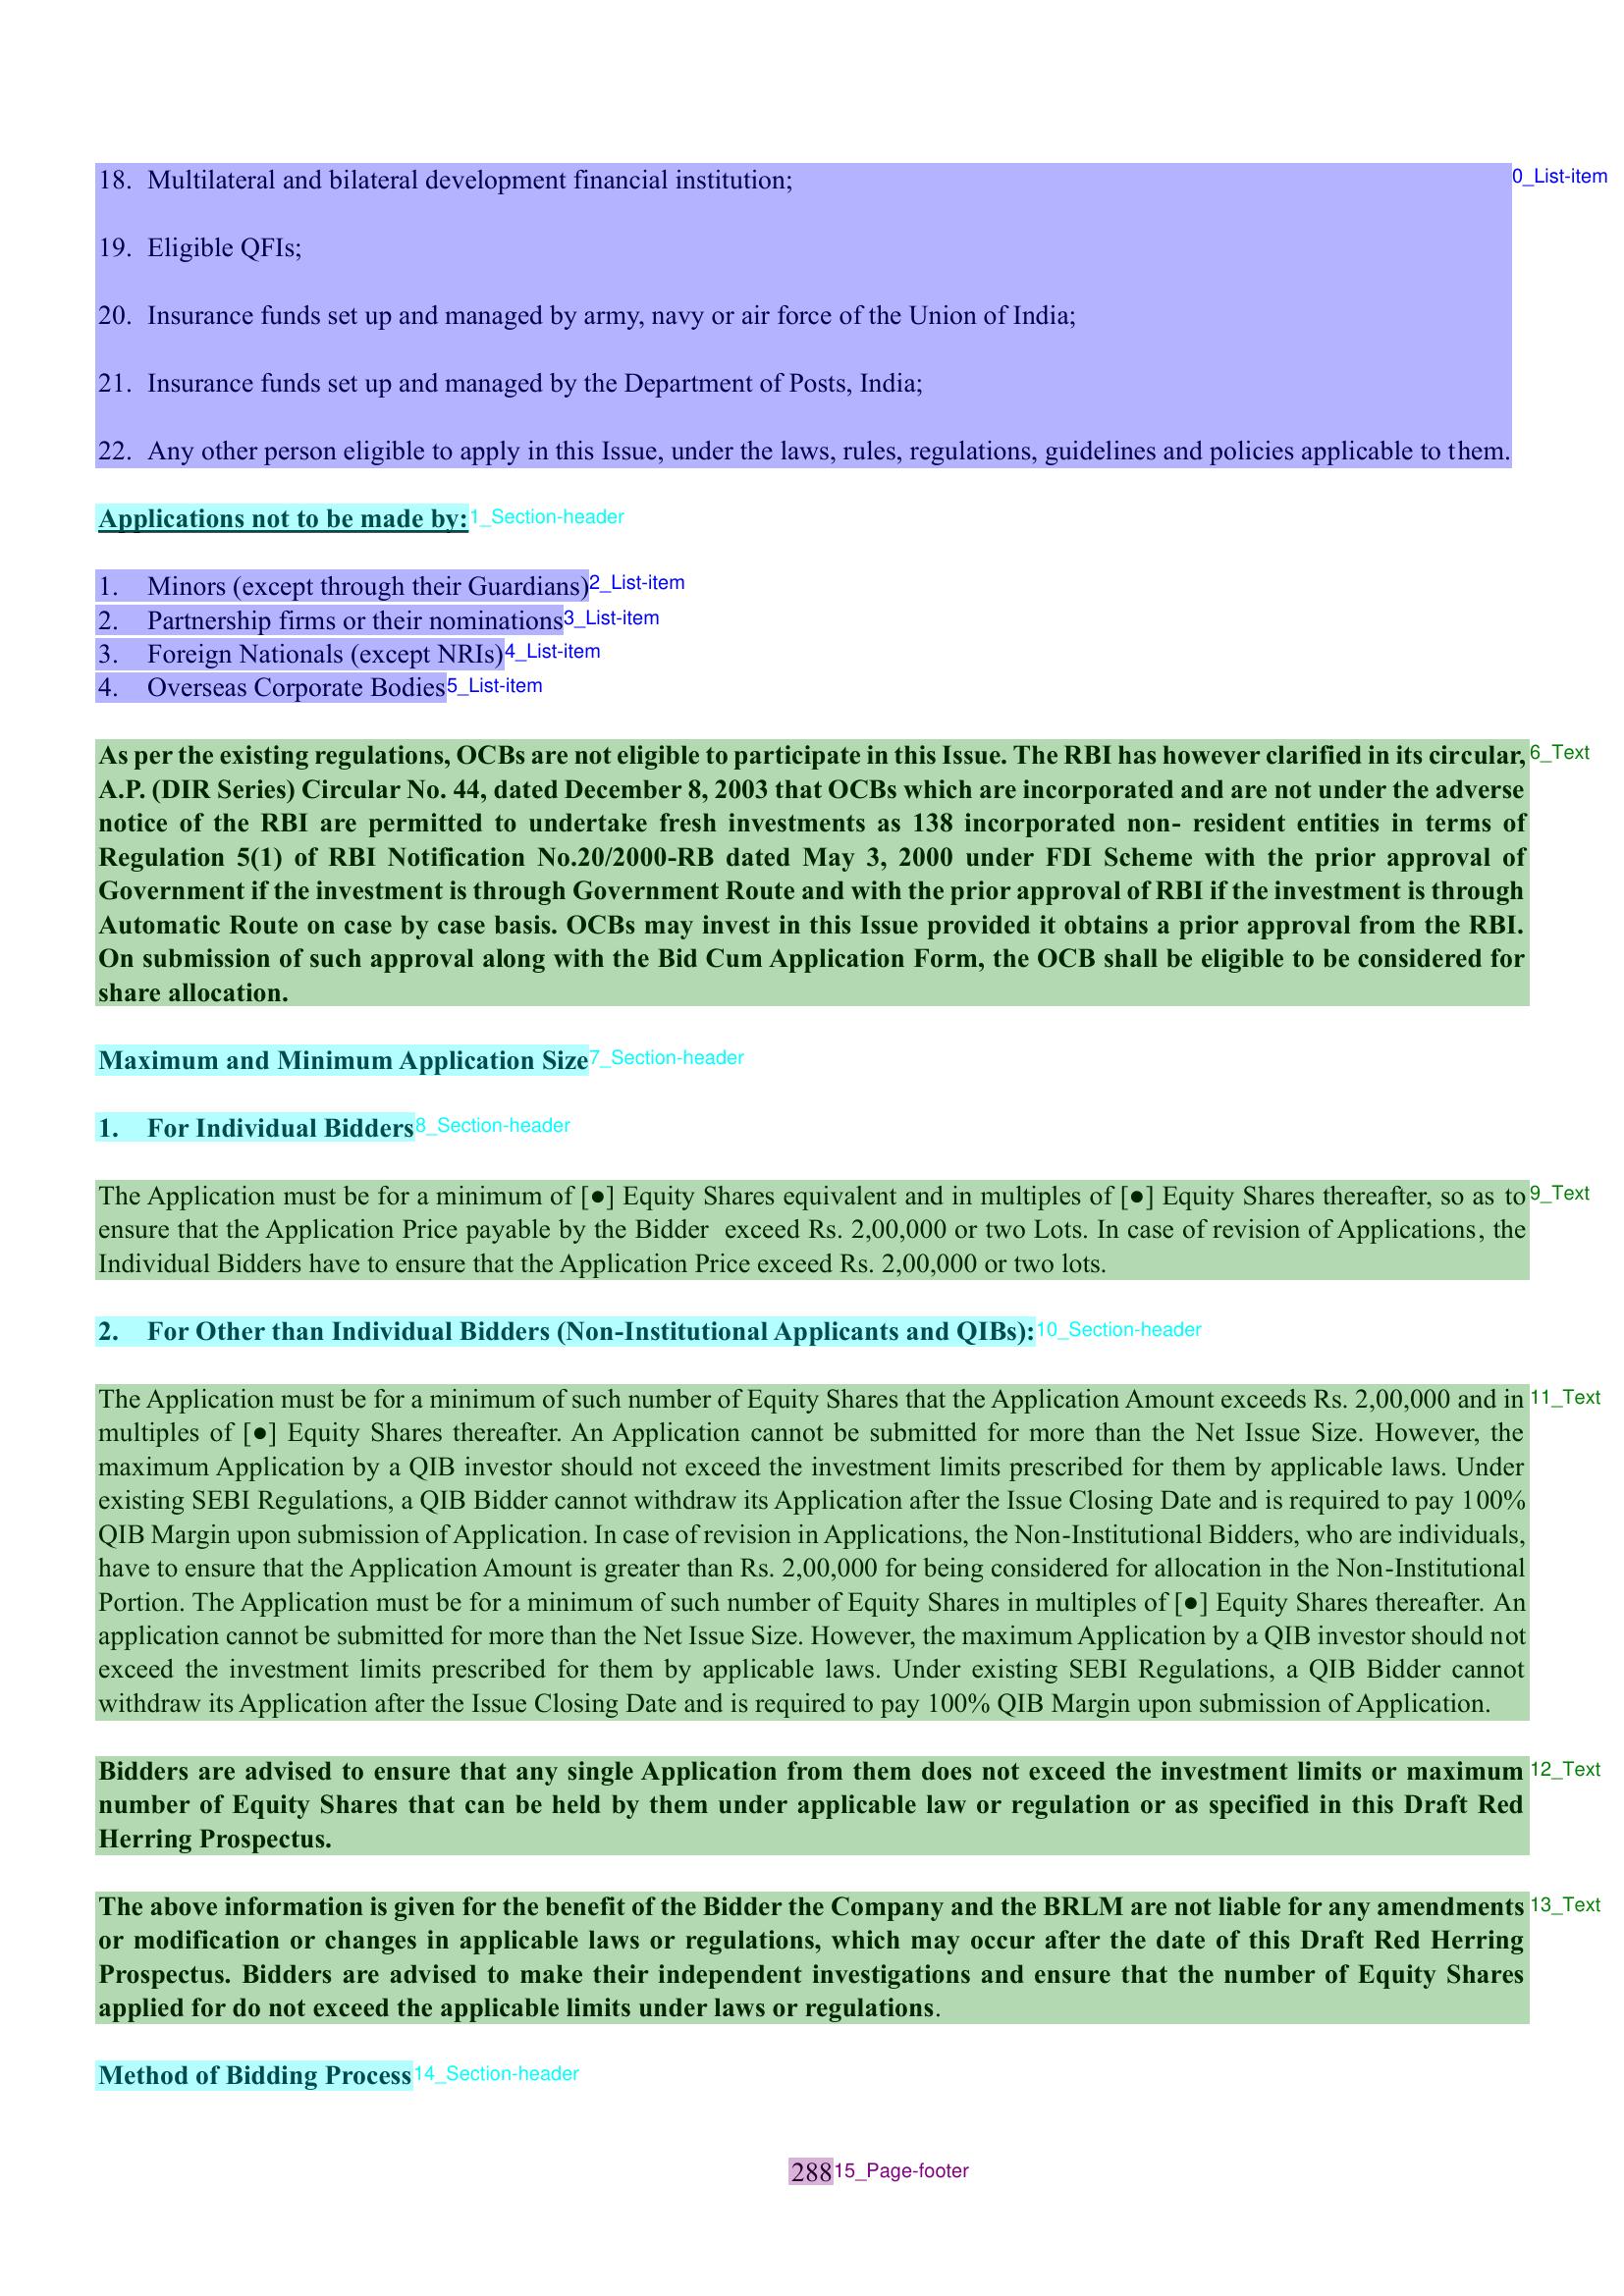 18. Multilateral and bilateral development financial institution; 0_List-item
19. Eligible QFIs;
20. Insurance funds set up and managed by army, navy or air force of the Union of India;
21. Insurance funds set up and managed by the Department of Posts, India;
22. Any other person eligible to apply in this Issue, under the laws, rules, regulations, guidelines and policies applicable to them.
Applications not to be made by: 1_Section-header
1. Minors (except through their Guardians) 2_List-item
2. Partnership firms or their nominations 3_List-item
3. Foreign Nationals (except NRIs) 4_List-item
4. Overseas Corporate Bodies 5_List-item
As per the existing regulations, OCBs are not eligible to participate in this Issue. The RBI has however clarified in its circular, 6_Text
A.P. (DIR Series) Circular No. 44, dated December 8, 2003 that OCBs which are incorporated and are not under the adverse
notice of the RBI are permitted to undertake fresh investments as 138 incorporated non- resident entities in terms of
Regulation 5(1) of RBI Notification No.20/2000-RB dated May 3, 2000 under FDI Scheme with the prior approval of
Government if the investment is through Government Route and with the prior approval of RBI if the investment is through
Automatic Route on case by case basis. OCBs may invest in this Issue provided it obtains a prior approval from the RBI.
On submission of such approval along with the Bid Cum Application Form, the OCB shall be eligible to be considered for
share allocation.
Maximum and Minimum Application Size 7_Section-header
1. For Individual Bidders 8_Section-header
The Application must be for a minimum of [●] Equity Shares equivalent and in multiples of [●] Equity Shares thereafter, so as to 9_Text
ensure that the Application Price payable by the Bidder exceed Rs. 2,00,000 or two Lots. In case of revision of Applications, the
Individual Bidders have to ensure that the Application Price exceed Rs. 2,00,000 or two lots.
2. For Other than Individual Bidders (Non-Institutional Applicants and QIBs): 10_Section-header
The Application must be for a minimum of such number of Equity Shares that the Application Amount exceeds Rs. 2,00,000 and in 11_Text
multiples of [●] Equity Shares thereafter. An Application cannot be submitted for more than the Net Issue Size. However, the
maximum Application by a QIB investor should not exceed the investment limits prescribed for them by applicable laws. Under
existing SEBI Regulations, a QIB Bidder cannot withdraw its Application after the Issue Closing Date and is required to pay 100%
QIB Margin upon submission of Application. In case of revision in Applications, the Non-Institutional Bidders, who are individuals,
have to ensure that the Application Amount is greater than Rs. 2,00,000 for being considered for allocation in the Non-Institutional
Portion. The Application must be for a minimum of such number of Equity Shares in multiples of [●] Equity Shares thereafter. An
application cannot be submitted for more than the Net Issue Size. However, the maximum Application by a QIB investor should not
exceed the investment limits prescribed for them by applicable laws. Under existing SEBI Regulations, a QIB Bidder cannot
withdraw its Application after the Issue Closing Date and is required to pay 100% QIB Margin upon submission of Application.
Bidders are advised to ensure that any single Application from them does not exceed the investment limits or maximum 12_Text
number of Equity Shares that can be held by them under applicable law or regulation or as specified in this Draft Red
Herring Prospectus.
The above information is given for the benefit of the Bidder the Company and the BRLM are not liable for any amendments 13_Text
or modification or changes in applicable laws or regulations, which may occur after the date of this Draft Red Herring
Prospectus. Bidders are advised to make their independent investigations and ensure that the number of Equity Shares
applied for do not exceed the applicable limits under laws or regulations.
Method of Bidding Process 14_Section-header
288 15_Page-footer